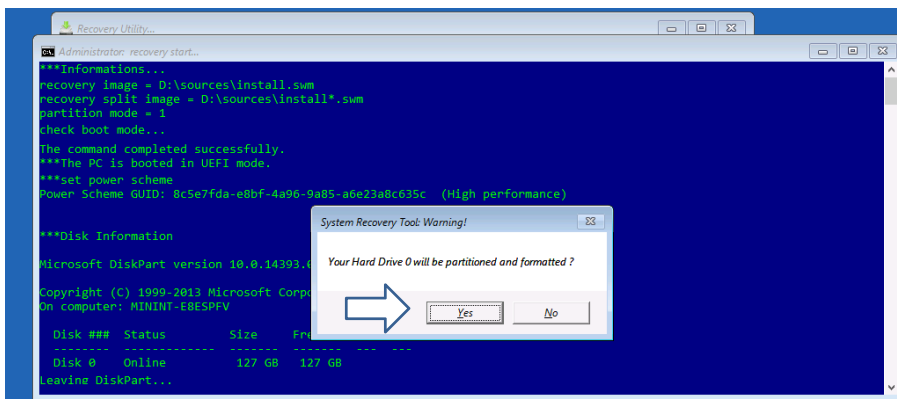 Recovery Utility...
Administrator: recovery start...
***Informations...
recovery image = D:\sources\install.swm
recovery split image = D:\sources\install*.swm
partition mode = 1
check boot mode...
The command completed successfully.
***The PC is booted in UEFI mode.
***set power scheme
Power Scheme GUID: 8c5e7fda-e8bf-4a96-9a85-a6e23a8c635c (High performance)
***Disk Information
Microsoft DiskPart version 10.0.14393.
Copyright (C) 1999-2013 Microsoft Corpo
On computer: MININT-E8ESPFV
Disk ### Status Size Fre
-------- ------------- ------- ------- --- ---
Disk 0 Online 127 GB 127 GB
Leaving DiskPart...
System Recovery Tool: Warning!
Your Hard Drive 0 will be partitioned and formatted ?
Yes No